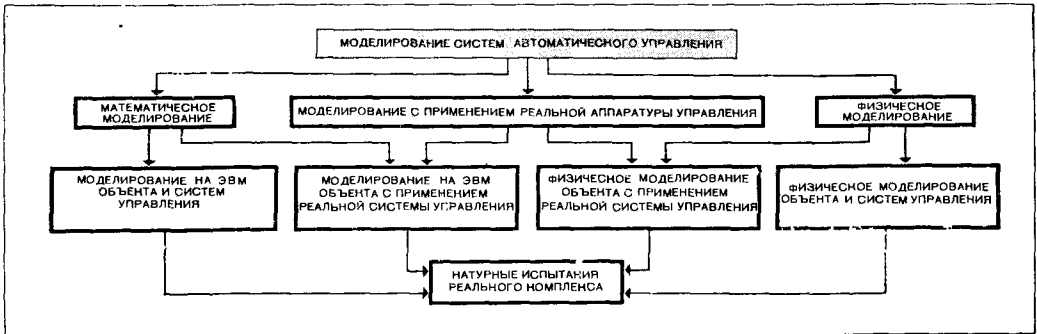 МОДЕЛИРОВАНИЕ СИСТЕМ АВТОМАТИЧЕСКОГО УПРАВЛЕНИЯ
МАТЕМАТИЧЕСКОЕ
МОДЕЛИРОВАНИЕ
МОДЕЛИРОВАНИЕ С ПРИМЕНЕНИЕМ РЕАЛЬНОЙ АППАРАТУРЫ УПРАВЛЕНИЯ
ФИЗИЧЕСКОЕ
МОДЕЛИРОВАНИЕ
МОДЕЛИРОВАНИЕ НА ЭВМ
ОБЪЕКТА И СИСТЕМ
УПРАВЛЕНИЯ
МОДЕЛИРОВАНИЕ НА ЭВМ
ОБЪЕКТА С ПРИМЕНЕНИЕМ
РЕАЛЬНОЙ СИСТЕМЫ УПРАВЛЕНИЯ
ФИЗИЧЕСКОЕ МОДЕЛИРОВАНИЕ
ОБЪЕКТА С ПРИМЕНЕНИЕМ
РЕАЛЬНОЙ СИСТЕМЫ УПРАВЛЕНИЯ
ФИЗИЧЕСКОЕ МОДЕЛИРОВАНИЕ
ОБЪЕКТА И СИСТЕМ УПРАВЛЕНИЯ
НАТУРНЫЕ ИСПЫТАНИЯ
РЕАЛЬНОГО КОМПЛЕКСА